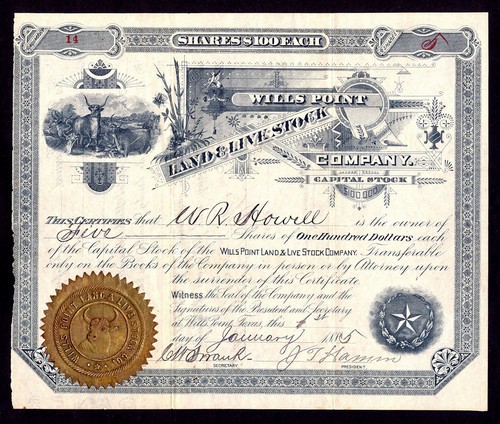 SHARES $100 EACH
14
5
WILLS POINT
LAND & LIVE STOCK
COMPANY.
CAPITAL STOCK
$100,000
THIS CERTIFIES that W R Howell is the owner of
Five Shares of One Hundred Dollars each
of the Capital Stock of the WILLS POINT LAND & LIVE STOCK COMPANY. Transferable
only on the Books of the Company in person or by Attorney upon
the surrender of this Certificate
Witness the seal of the Company and the
Signatures of the President and Secretary
at Wills Point, Texas, this 1st
day of January 1885
SECRETARY
PRESIDENT.